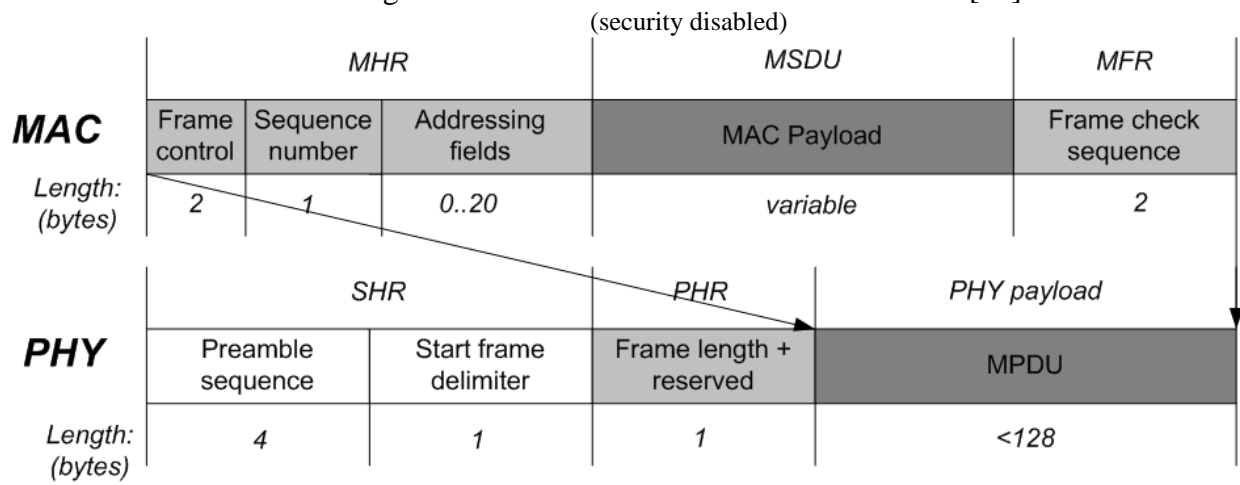 (security disabled)
MHR MSDU MFR
MAC
Frame control
Sequence number
Addressing fields
MAC Payload
Frame check sequence
Length: (bytes)
2 1 0..20 variable 2
SHR PHR PHY payload
PHY
Preamble sequence
Start frame delimiter
Frame length + reserved
MPDU
Length: (bytes)
4 1 1 <128